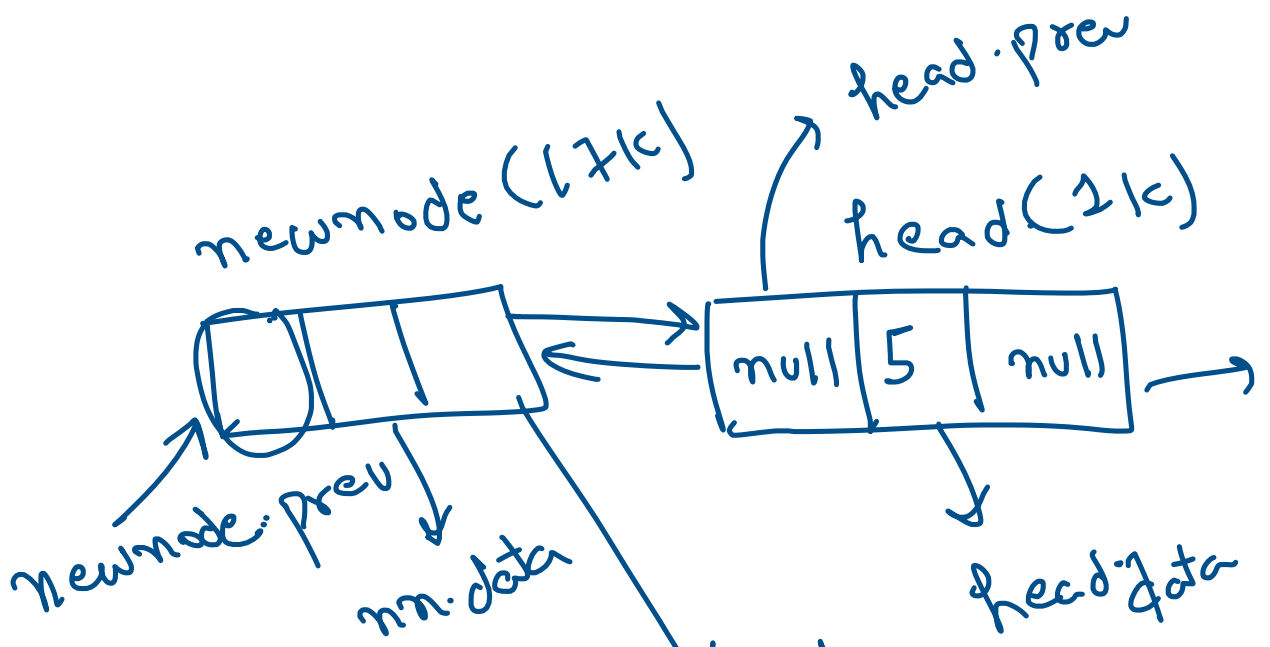 head.prev
newnode(17k)
head(1k)
null 5 null
newnode.prev
nn.data
head.data